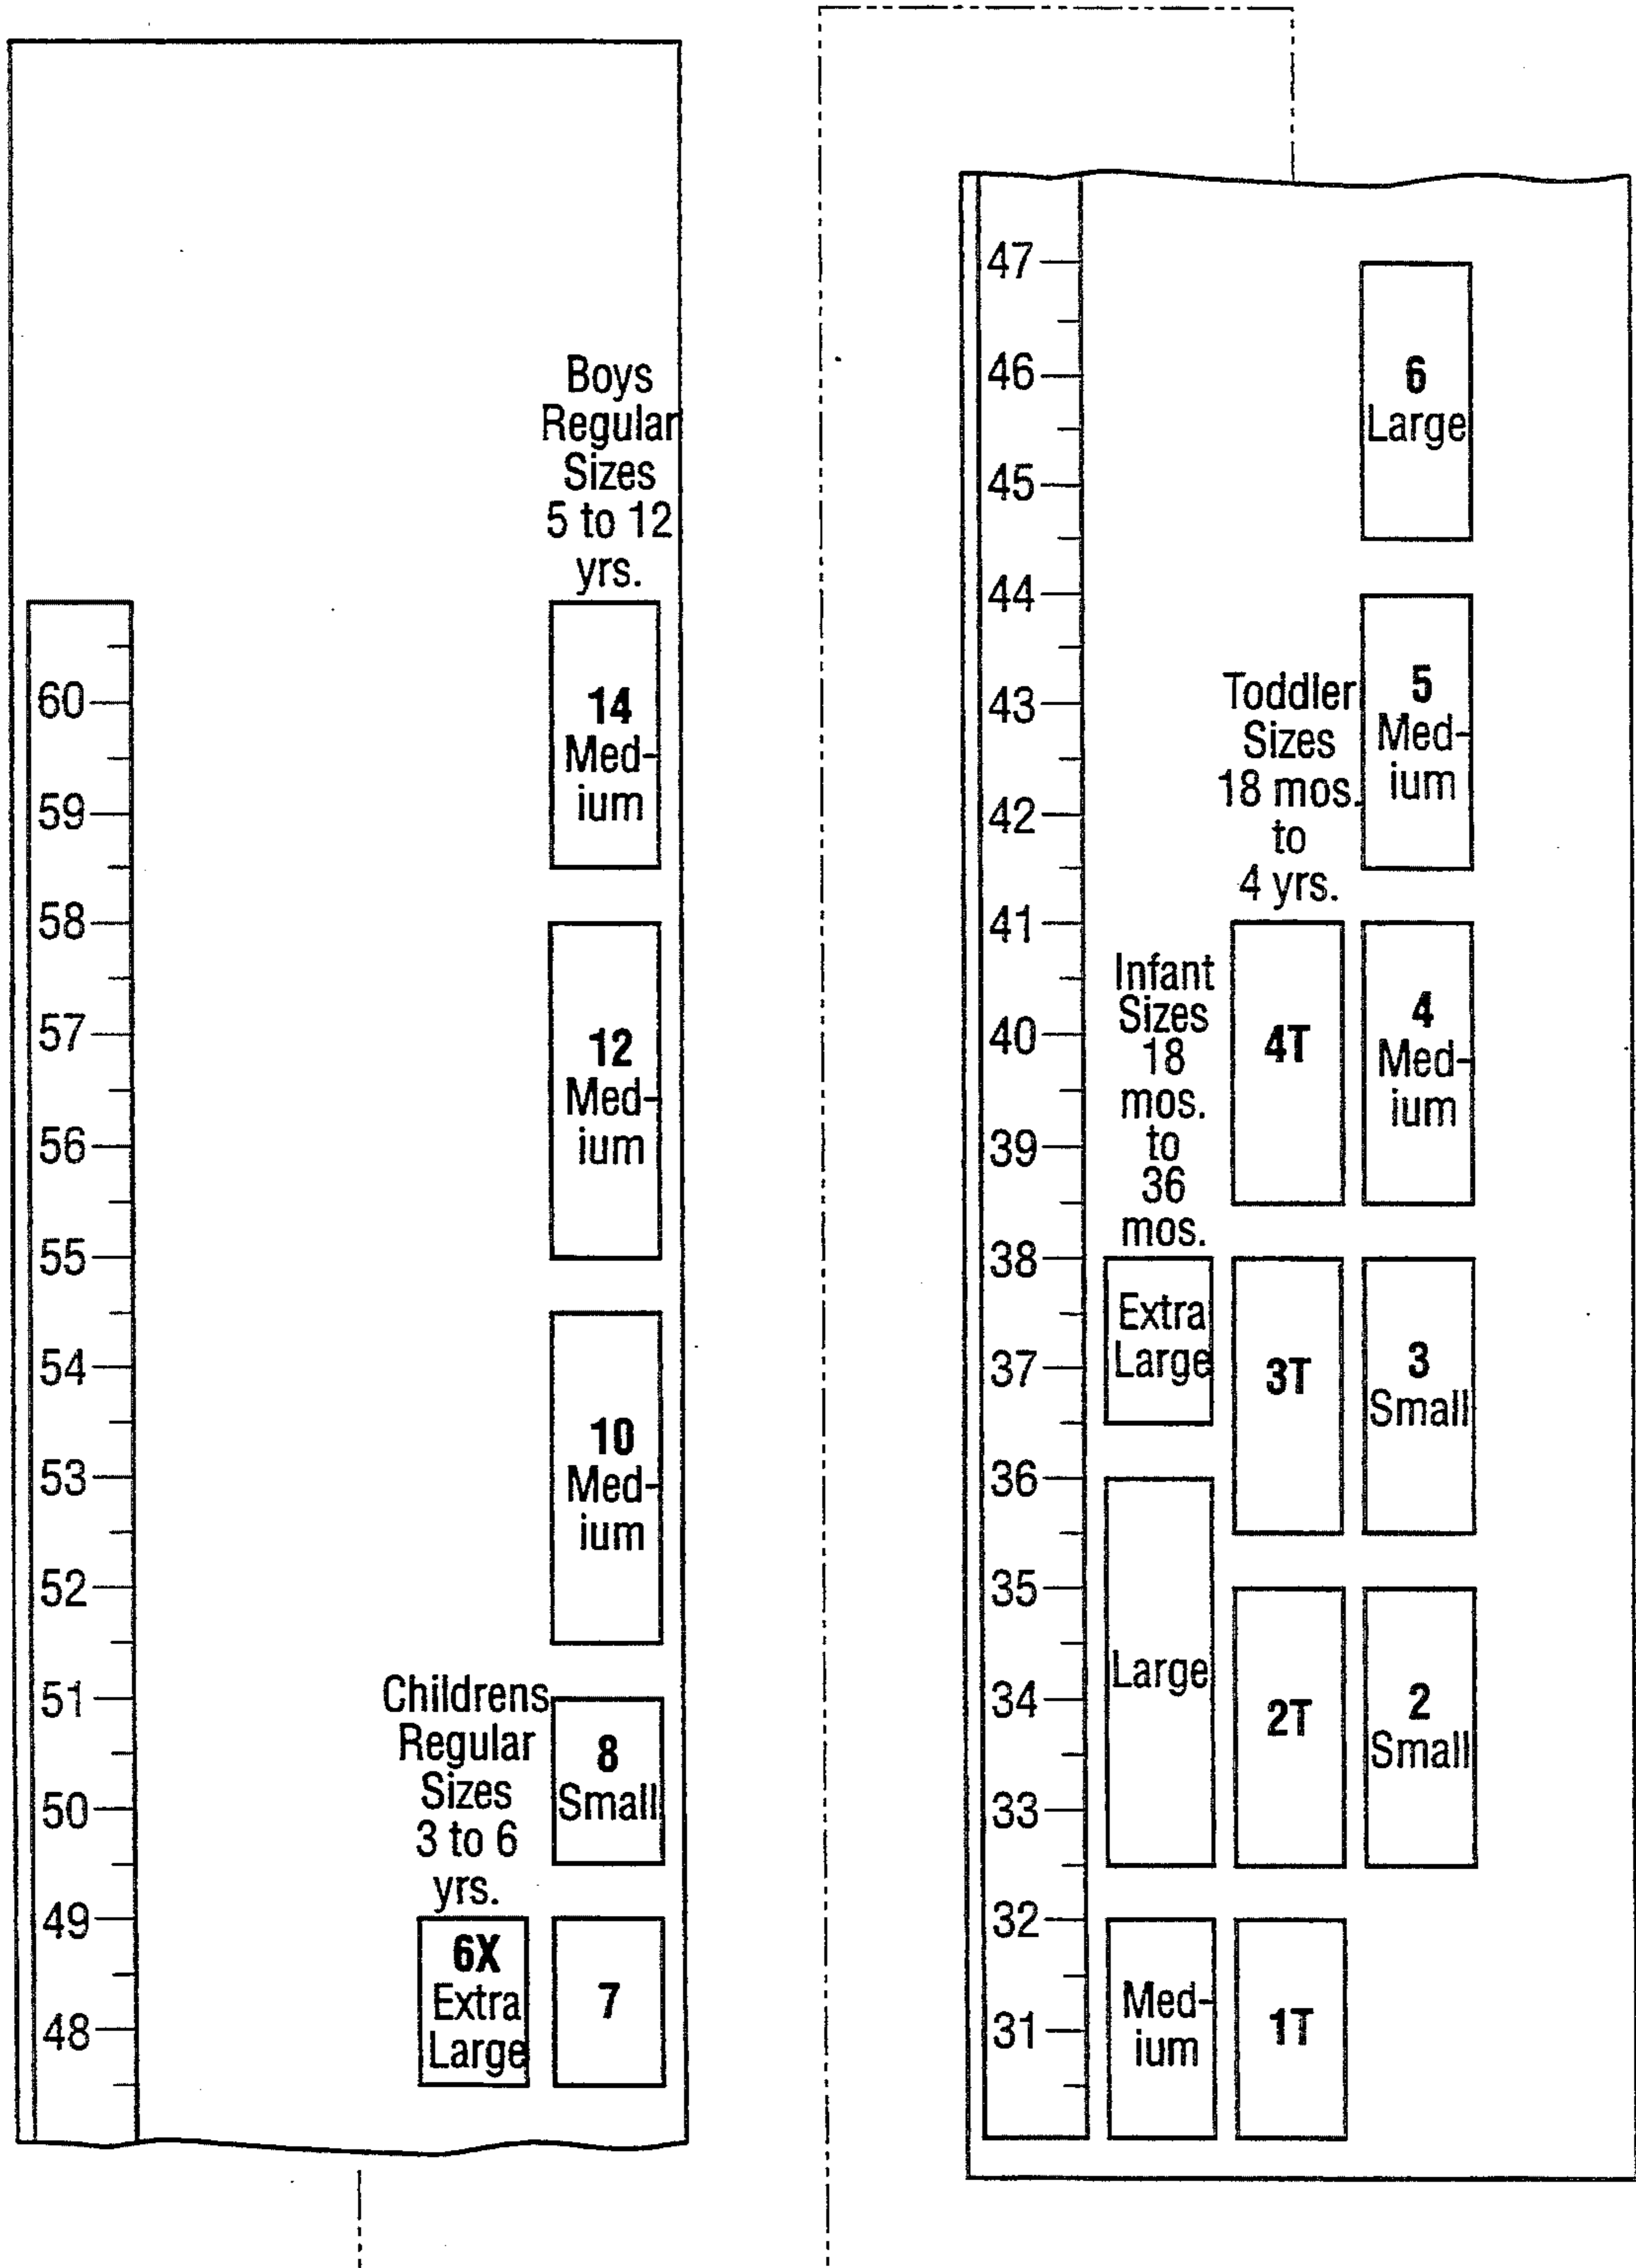 Boys
Regular
Sizes
5 to 12
yrs.
60
59
58
57
56
55
54
53
52
51
50
49
48
14
Med-
ium
12
Med-
ium
10
Med-
ium
8
Small
7
Childrens
Regular
Sizes
3 to 6
yrs.
6X
Extra
Large
47
46
45
44
43
42
41
40
39
38
37
36
35
34
33
32
31
Infant
Sizes
18
mos.
to
36
mos.
Extra
Large
Large
Med-
ium
Toddler
Sizes
18 mos.
to
4 yrs.
4T
3T
2T
1T
6
Large
5
Med-
ium
4
Med-
ium
3
Small
2
Small